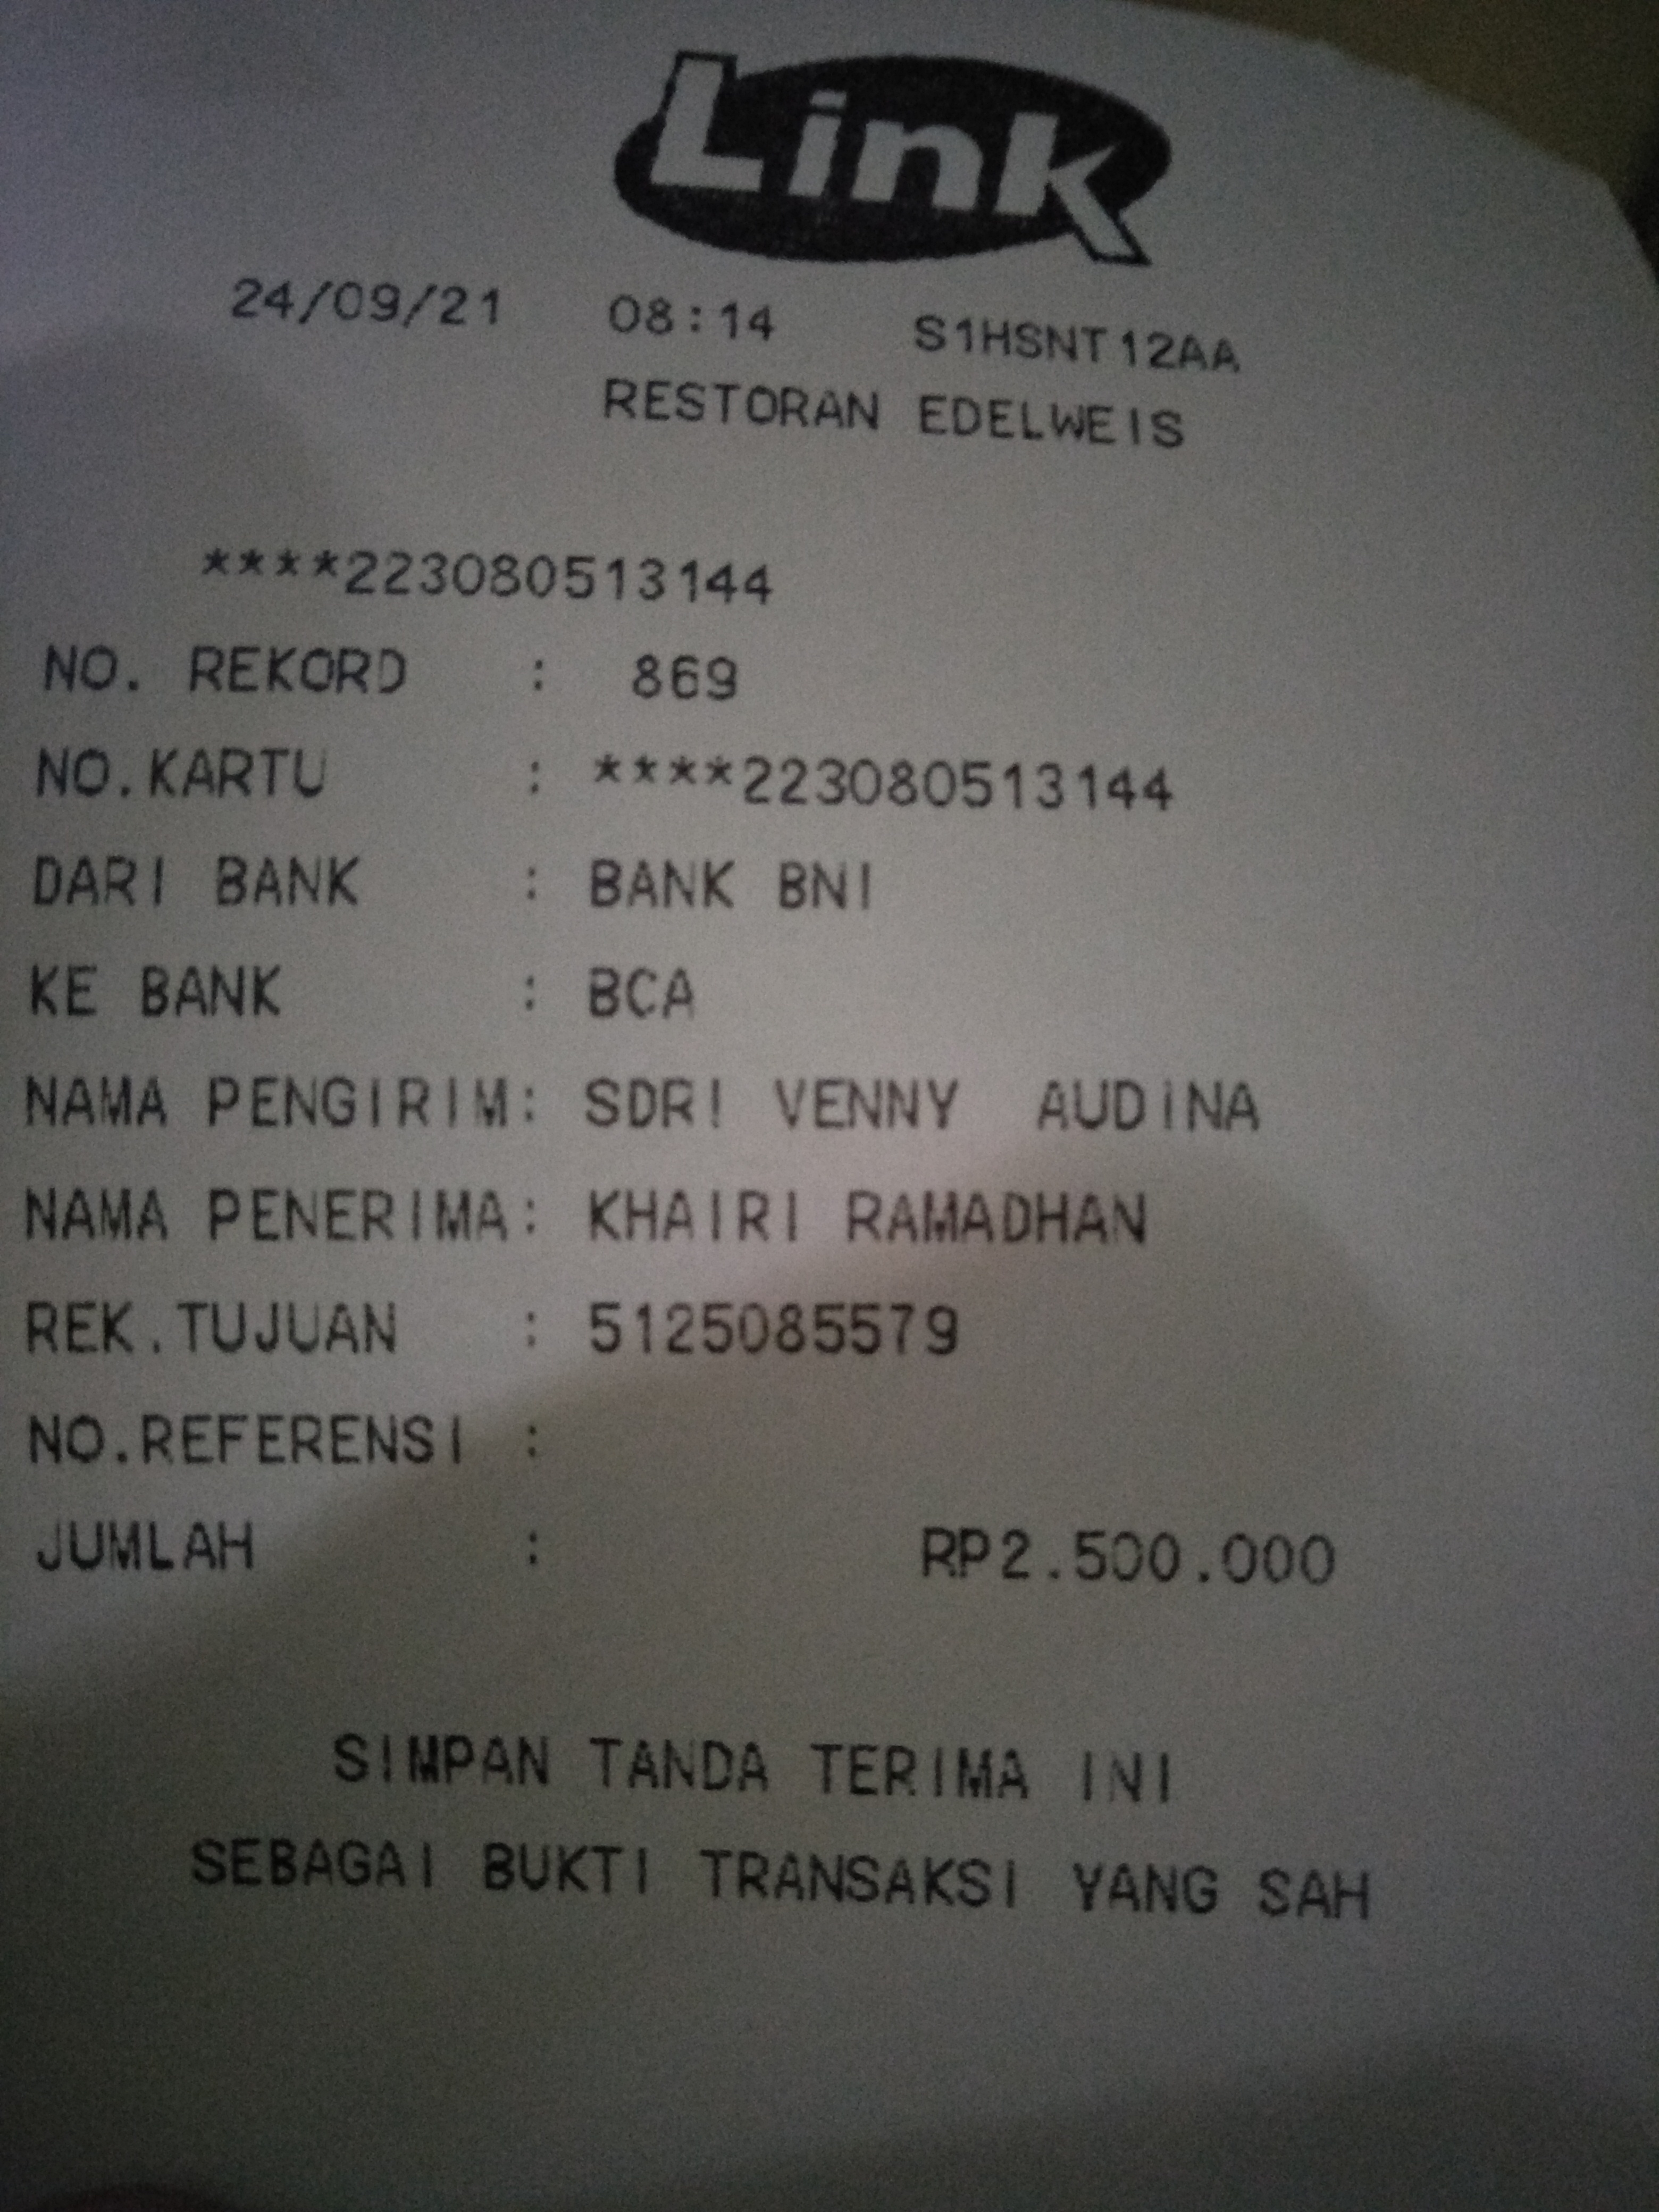 Link
24/09/21 08:14 S1HSNT12AA
RESTORAN EDELWEIS
****223080513144
NO. REKORD : 869
NO.KARTU : ****223080513144
DARI BANK : BANK BNI
KE BANK : BCA
NAMA PENGIRIM: SDRI VENNY AUDINA
NAMA PENERIMA: KHAIRI RAMADHAN
REK.TUJUAN : 5125085579
NO.REFERENSI :
JUMLAH : RP2.500.000
SIMPAN TANDA TERIMA INI
SEBAGAI BUKTI TRANSAKSI YANG SAH